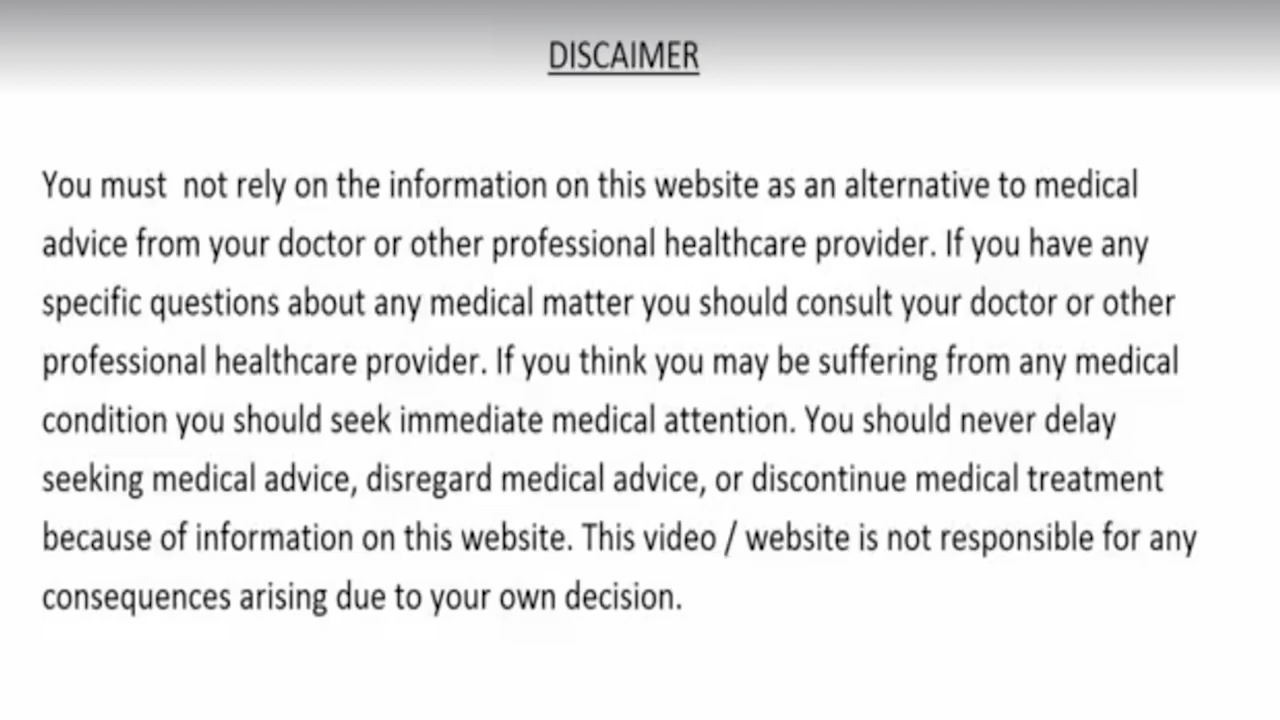 DISCAIMER
You must  not rely on the information on this website as an alternative to medical
advice from your doctor or other professional healthcare provider. If you have any
specific questions about any medical matter you should consult your doctor or other
professional healthcare provider. If you think you may be suffering from any medical
condition you should seek immediate medical attention. You should never delay
seeking medical advice, disregard medical advice, or discontinue medical treatment
because of information on this website. This video / website is not responsible for any
consequences arising due to your own decision.